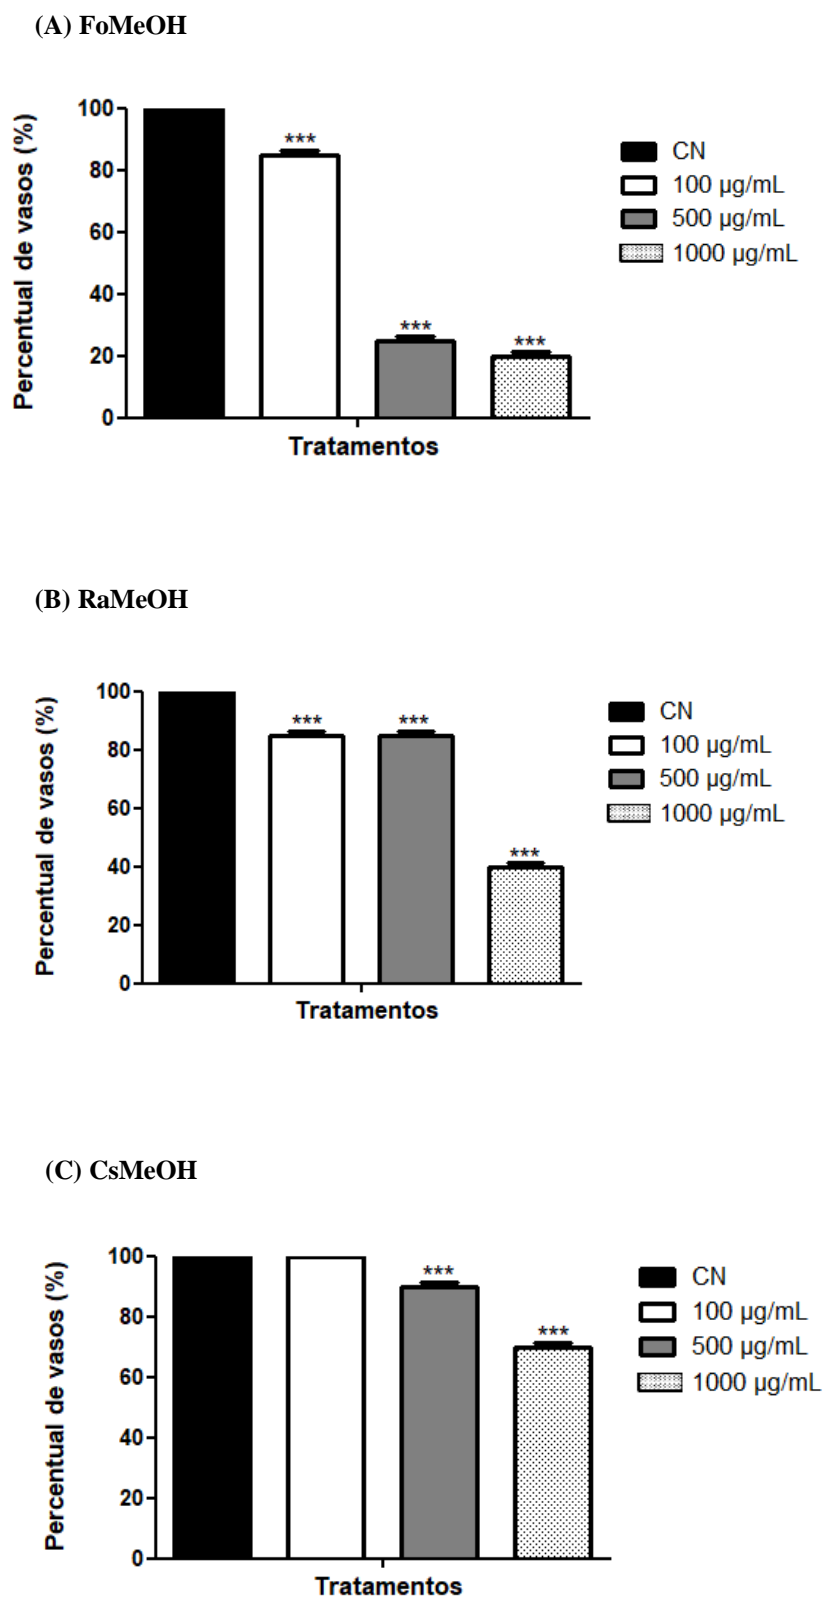 (A) FoMeOH
Percentual de vasos (%)
100
80
60
40
20
0
***
***
***
Tratamentos
CN
100 µg/mL
500 µg/mL
1000 µg/mL
(B) RaMeOH
Percentual de vasos (%)
100
80
60
40
20
0
***
***
***
Tratamentos
CN
100 µg/mL
500 µg/mL
1000 µg/mL
(C) CsMeOH
Percentual de vasos (%)
100
80
60
40
20
0
***
***
Tratamentos
CN
100 µg/mL
500 µg/mL
1000 µg/mL